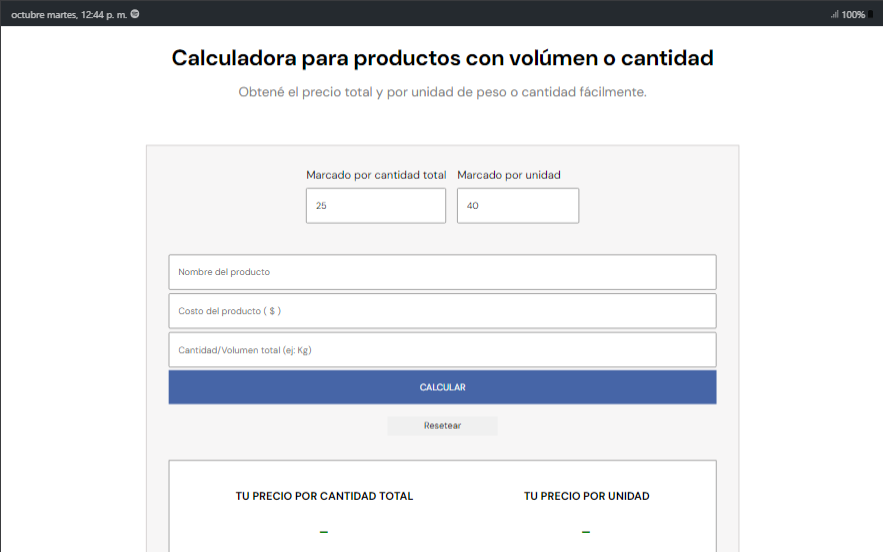 octubre martes, 12:44 p. m.
100%
Calculadora para productos con volúmen o cantidad
Obtené el precio total y por unidad de peso o cantidad fácilmente.
Marcado por cantidad total Marcado por unidad
25 40
Nombre del producto
Costo del producto ( $ )
Cantidad/Volumen total (ej: Kg)
CALCULAR
Resetear
TU PRECIO POR CANTIDAD TOTAL TU PRECIO POR UNIDAD
– –